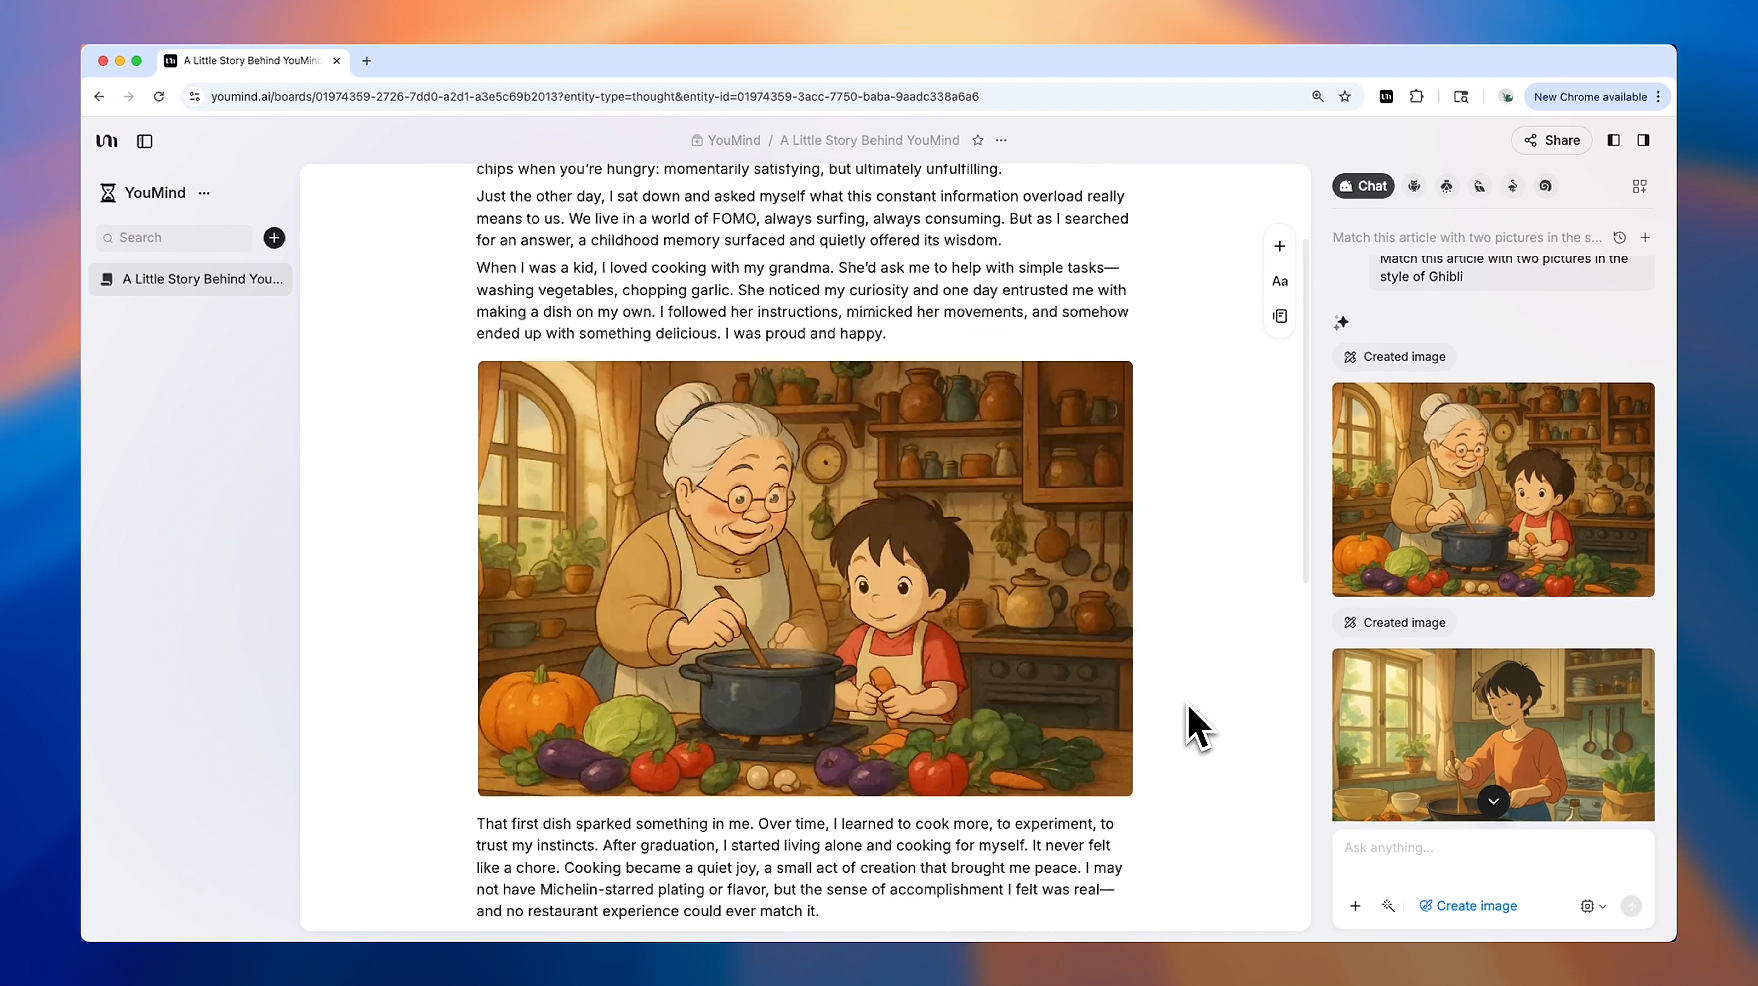 A Little Story Behind YouMind
youmind.ai/boards/01974359-2726-7dd0-a2d1-a3e5c69b2013?entity-type=thought&entity-id=01974359-3acc-7750-baba-9aadc338a6a6
New Chrome available
YouMind / A Little Story Behind YouMind
Share
YouMind
Search
A Little Story Behind You...
chips when you’re hungry: momentarily satisfying, but ultimately unfulfilling.
Just the other day, I sat down and asked myself what this constant information overload really
means to us. We live in a world of FOMO, always surfing, always consuming. But as I searched
for an answer, a childhood memory surfaced and quietly offered its wisdom.
When I was a kid, I loved cooking with my grandma. She’d ask me to help with simple tasks—
washing vegetables, chopping garlic. She noticed my curiosity and one day entrusted me with
making a dish on my own. I followed her instructions, mimicked her movements, and somehow
ended up with something delicious. I was proud and happy.
That first dish sparked something in me. Over time, I learned to cook more, to experiment, to
trust my instincts. After graduation, I started living alone and cooking for myself. It never felt
like a chore. Cooking became a quiet joy, a small act of creation that brought me peace. I may
not have Michelin-starred plating or flavor, but the sense of accomplishment I felt was real—
and no restaurant experience could ever match it.
Aa
Chat
Match this article with two pictures in the s...
Match this article with two pictures in the
style of Ghibli
Created image
Created image
Ask anything...
Create image